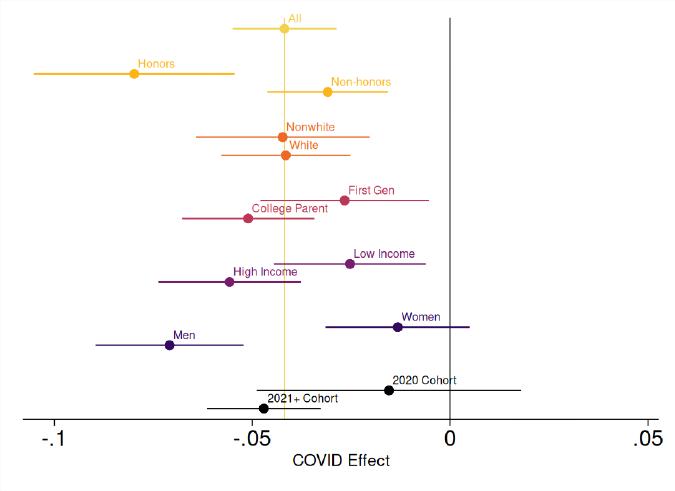 All
Honors
Non-honors
Nonwhite
White
First Gen
College Parent
Low Income
High Income
Women
Men
2020 Cohort
2021+ Cohort
-.1 -.05 0 .05
COVID Effect